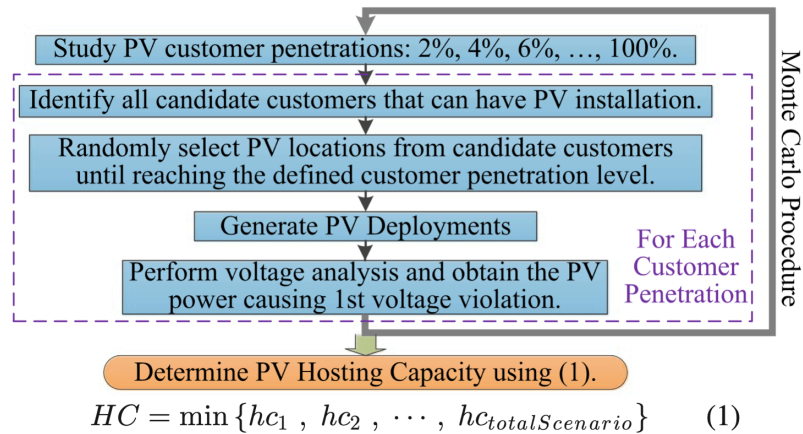 Study PV customer penetrations: 2%, 4%, 6%, ..., 100%.
Identify all candidate customers that can have PV installation.
Randomly select PV locations from candidate customers
until reaching the defined customer penetration level.
Generate PV Deployments
Perform voltage analysis and obtain the PV
power causing 1st voltage violation.
For Each
Customer
Penetration
Monte Carlo Procedure
Determine PV Hosting Capacity using (1).
HC = min {hc₁ , hc₂ , ⋯ , hc_totalScenario} (1)